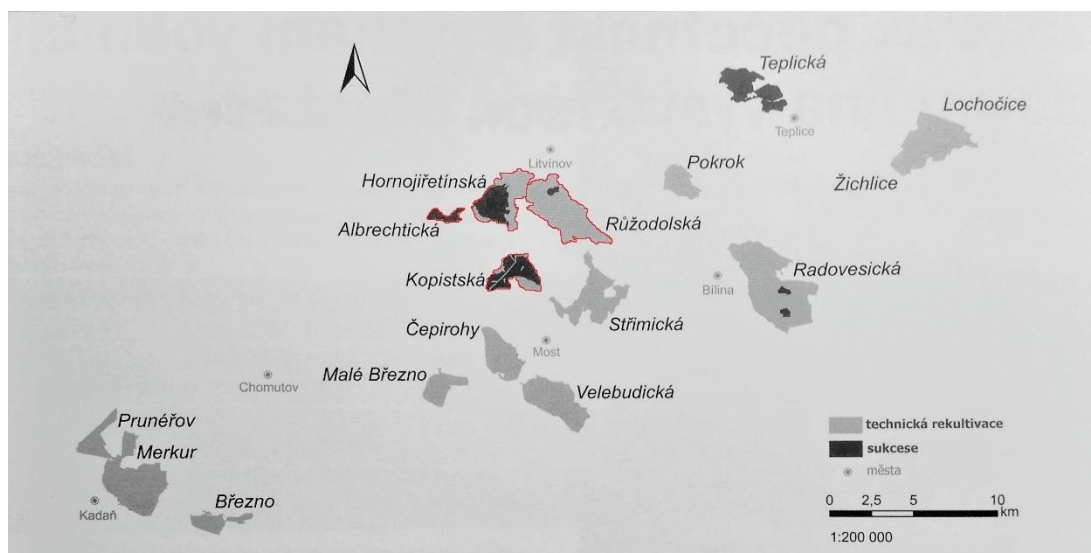 Teplická
Lochočice
Teplice
Litvínov
Pokrok
Hornojiřetínská
Žichlice
Albrechtická
Růžodolská
Kopistská
Radovesická
Bílina
Střimická
Čepirohy
Most
Malé Březno
Chomutov
Velebudická
Prunéřov
Merkur
Březno
Kadaň
technická rekultivace
sukcese
města
0 2,5 5 10
km
1:200 000